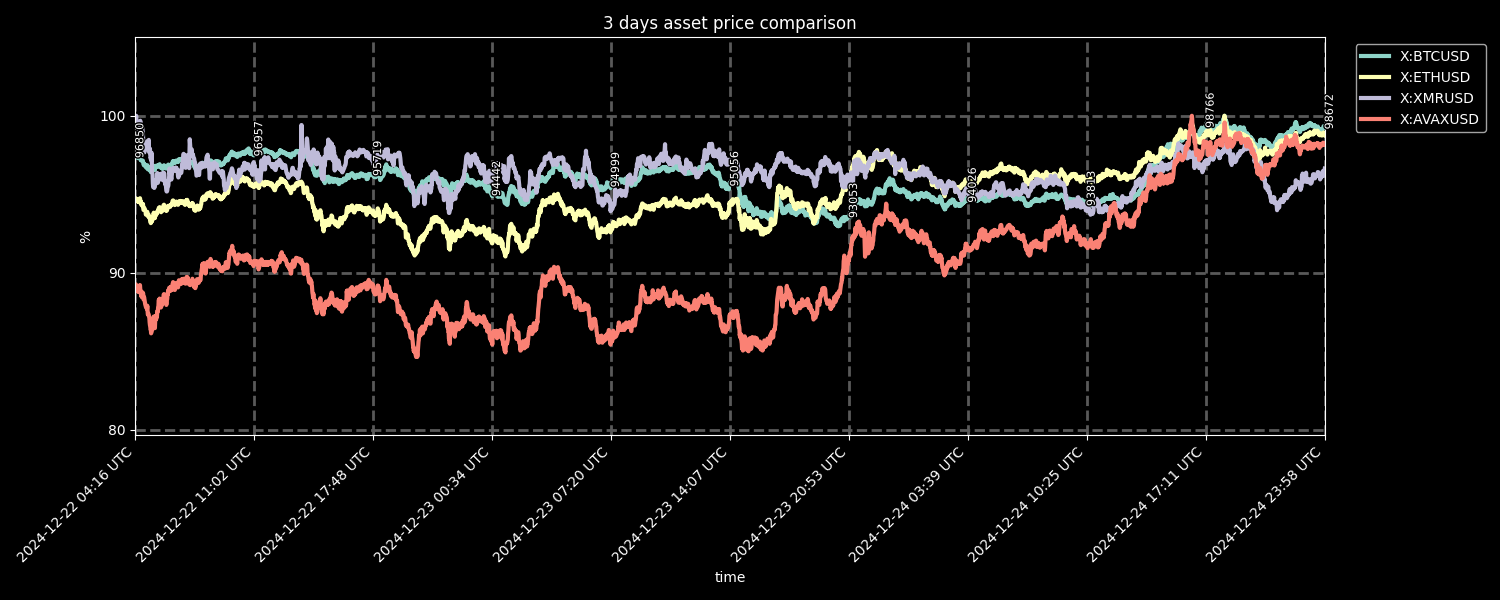 3 days asset price comparison
X:BTCUSD
X:ETHUSD
X:XMRUSD
X:AVAXUSD
100
90
80
%
96850
96957
95719
94442
94999
95056
93053
94026
93813
98766
98672
2024-12-22 04:16 UTC
2024-12-22 11:02 UTC
2024-12-22 17:48 UTC
2024-12-23 00:34 UTC
2024-12-23 07:20 UTC
2024-12-23 14:07 UTC
2024-12-23 20:53 UTC
2024-12-24 03:39 UTC
2024-12-24 10:25 UTC
2024-12-24 17:11 UTC
2024-12-24 23:58 UTC
time